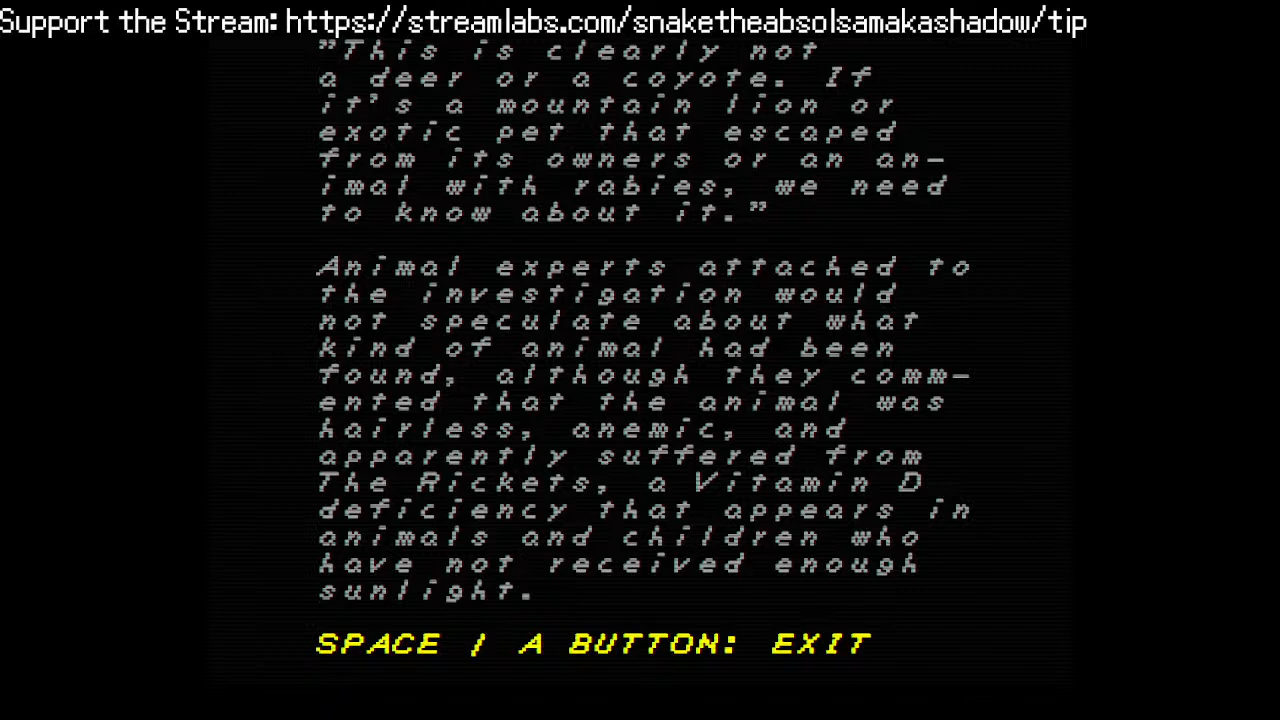 Support the Stream: https://streamlabs.com/snaketheabsolsamakashadow/tip
"This is clearly not
a deer or a coyote. If
it's a mountain lion or
exotic pet that escaped
from its owners or an an-
imal with rabies, we need
to know about it."
Animal experts attached to
the investigation would
not speculate about what
kind of animal had been
found, although they comm-
ented that the animal was
hairless, anemic, and
apparently suffered from
The Rickets, a Vitamin D
deficiency that appears in
animals and children who
have not received enough
sunlight.
SPACE / A BUTTON: EXIT